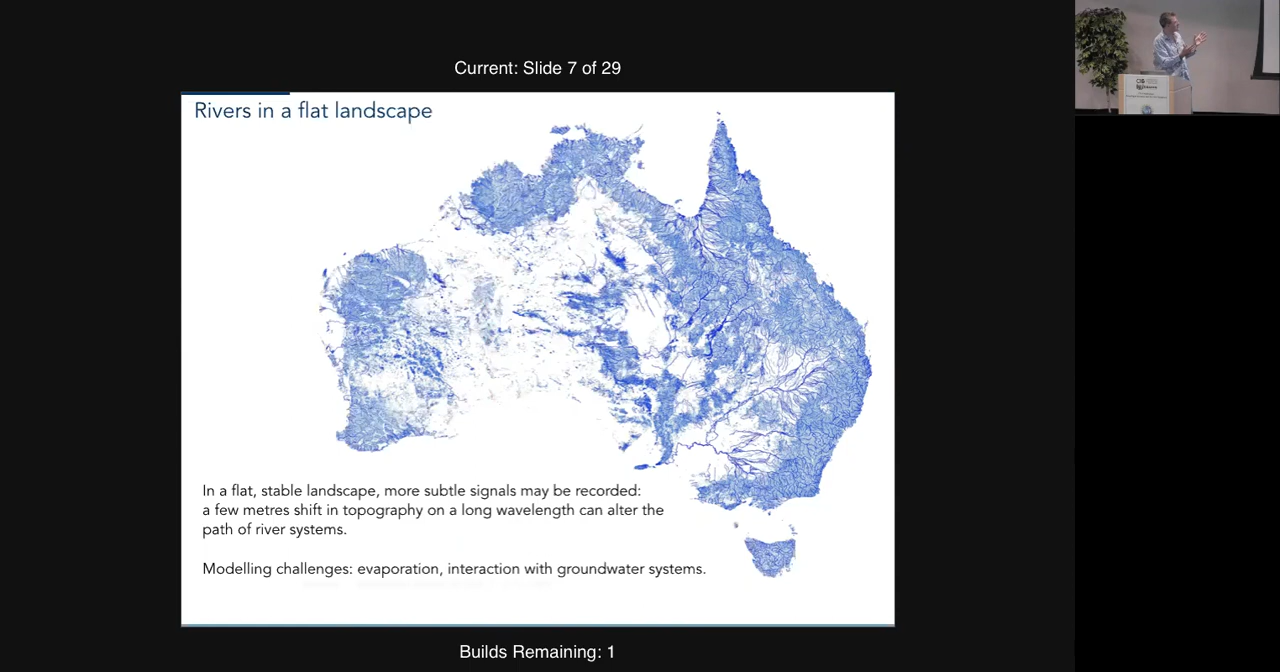 Current: Slide 7 of 29
Rivers in a flat landscape
In a flat, stable landscape, more subtle signals may be recorded:
a few metres shift in topography on a long wavelength can alter the
path of river systems.
Modelling challenges: evaporation, interaction with groundwater systems.
Builds Remaining: 1